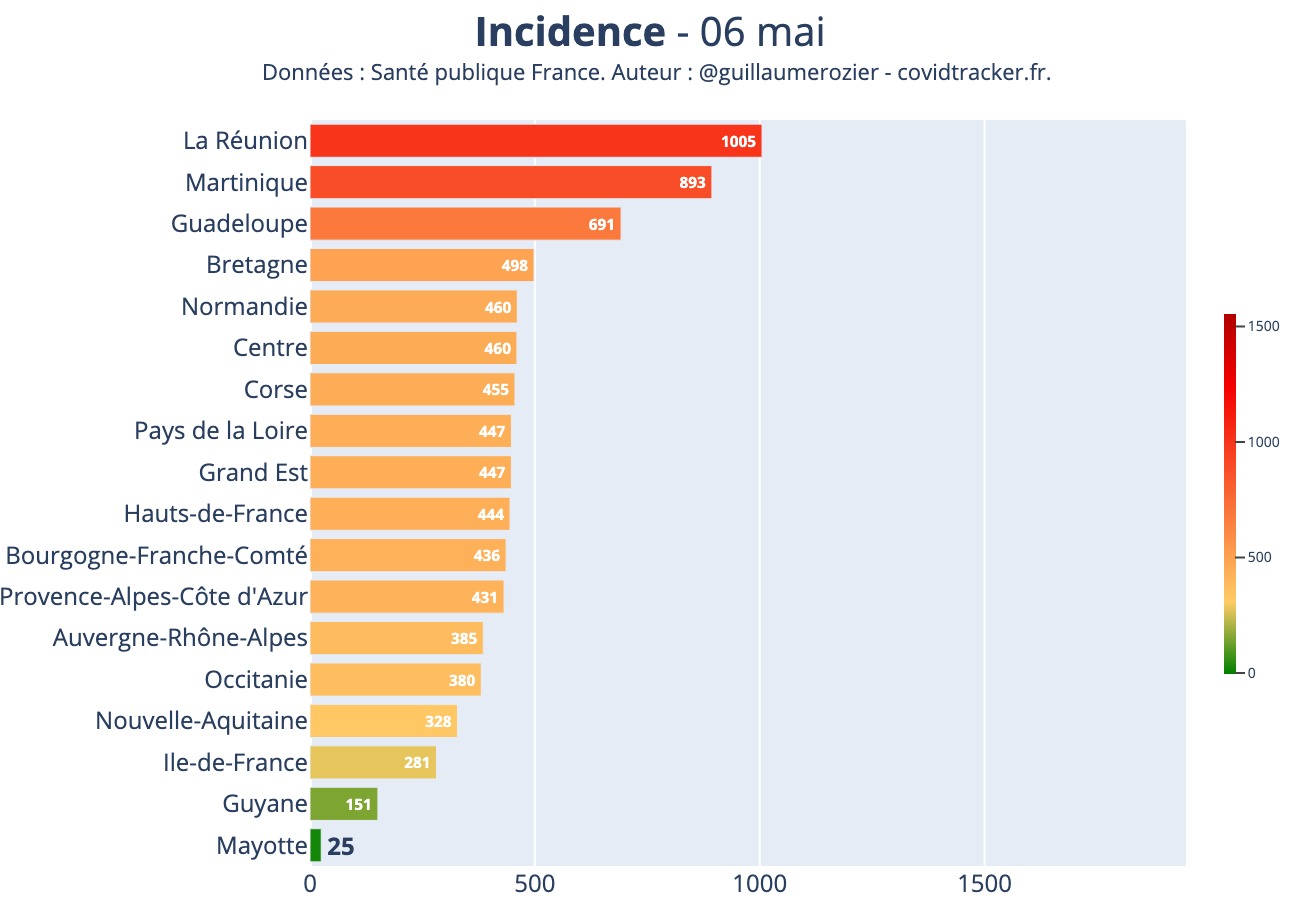 Incidence - 06 mai
Données : Santé publique France. Auteur : @guillaumerozier - covidtracker.fr.
La Réunion 1005
Martinique 893
Guadeloupe 691
Bretagne 498
Normandie 460
Centre 460
Corse 455
Pays de la Loire 447
Grand Est 447
Hauts-de-France 444
Bourgogne-Franche-Comté 436
Provence-Alpes-Côte d'Azur 431
Auvergne-Rhône-Alpes 385
Occitanie 380
Nouvelle-Aquitaine 328
Ile-de-France 281
Guyane 151
Mayotte 25
0 500 1000 1500
1500
1000
500
0